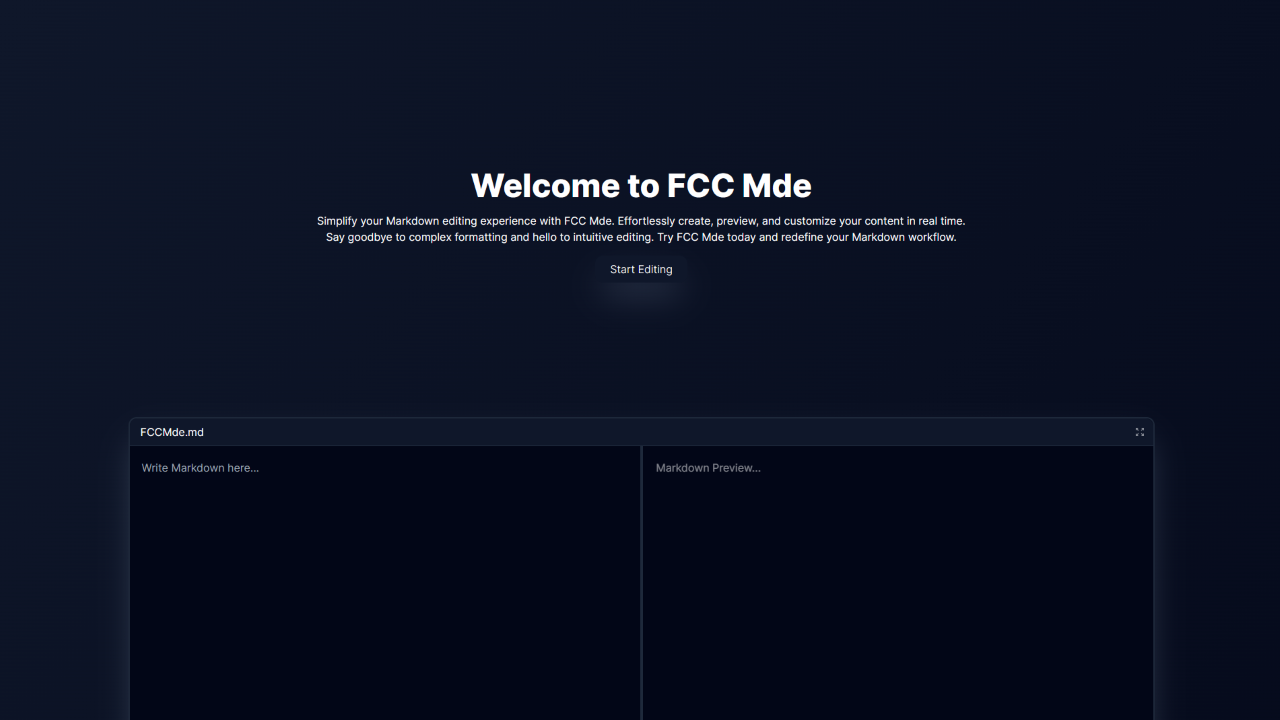 Welcome to FCC Mde
Simplify your Markdown editing experience with FCC Mde. Effortlessly create, preview, and customize your content in real time.
Say goodbye to complex formatting and hello to intuitive editing. Try FCC Mde today and redefine your Markdown workflow.
Start Editing
FCCMde.md
Write Markdown here...
Markdown Preview...